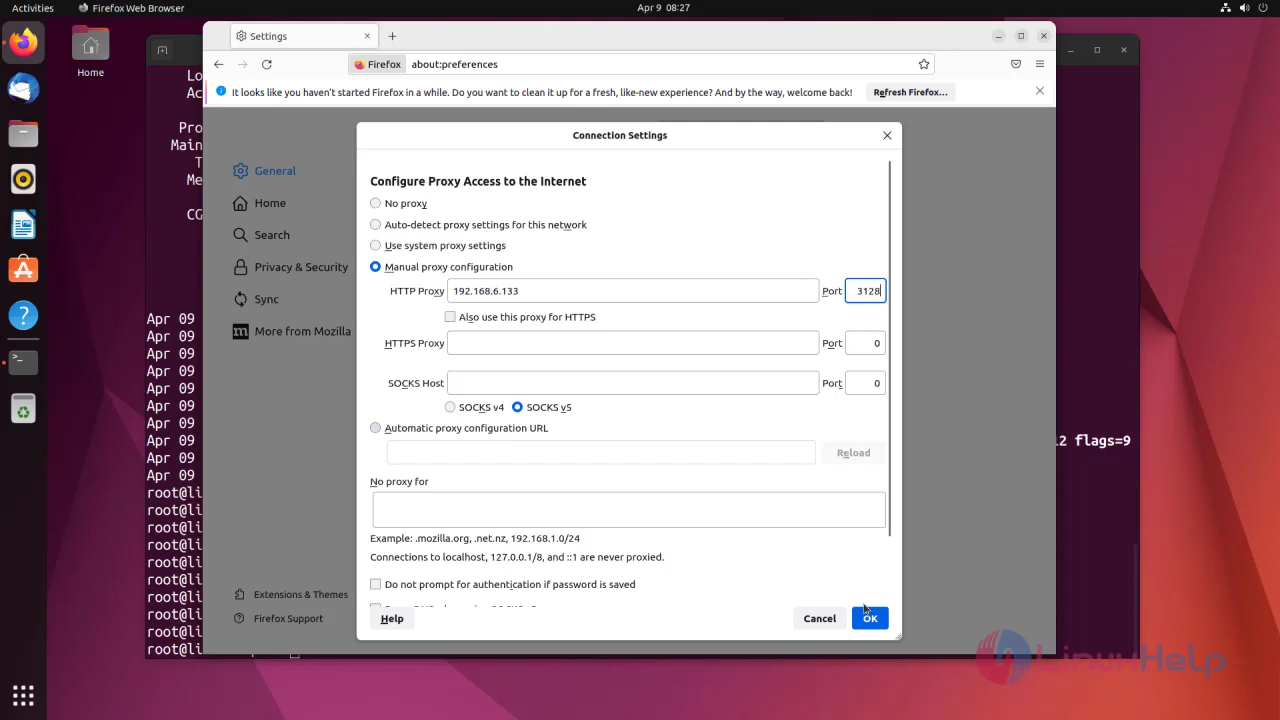 Activities
Firefox Web Browser
Apr 9 08:27
Settings
Home
Firefox
about:preferences
Lo
Ac
It looks like you haven't started Firefox in a while. Do you want to clean it up for a fresh, like-new experience? And by the way, welcome back!
Refresh Firefox...
Pro
Main
T
Me
CG
General
Home
Search
Privacy & Security
Sync
More from Mozilla
Extensions & Themes
Firefox Support
Connection Settings
Configure Proxy Access to the Internet
No proxy
Auto-detect proxy settings for this network
Use system proxy settings
Manual proxy configuration
HTTP Proxy 192.168.6.133 Port 3128
Also use this proxy for HTTPS
HTTPS Proxy Port 0
SOCKS Host Port 0
SOCKS v4 SOCKS v5
Automatic proxy configuration URL
Reload
No proxy for
Example: .mozilla.org, .net.nz, 192.168.1.0/24
Connections to localhost, 127.0.0.1/8, and ::1 are never proxied.
Do not prompt for authentication if password is saved
Help
Cancel
OK
Apr 09
Apr 09
Apr 09
Apr 09
Apr 09
Apr 09
Apr 09
Apr 09
Apr 09
Apr 09
12 flags=9
root@li
root@li
root@li
root@li
root@li
root@li
root@li
root@li
root@li
root@li
LinuxHelp